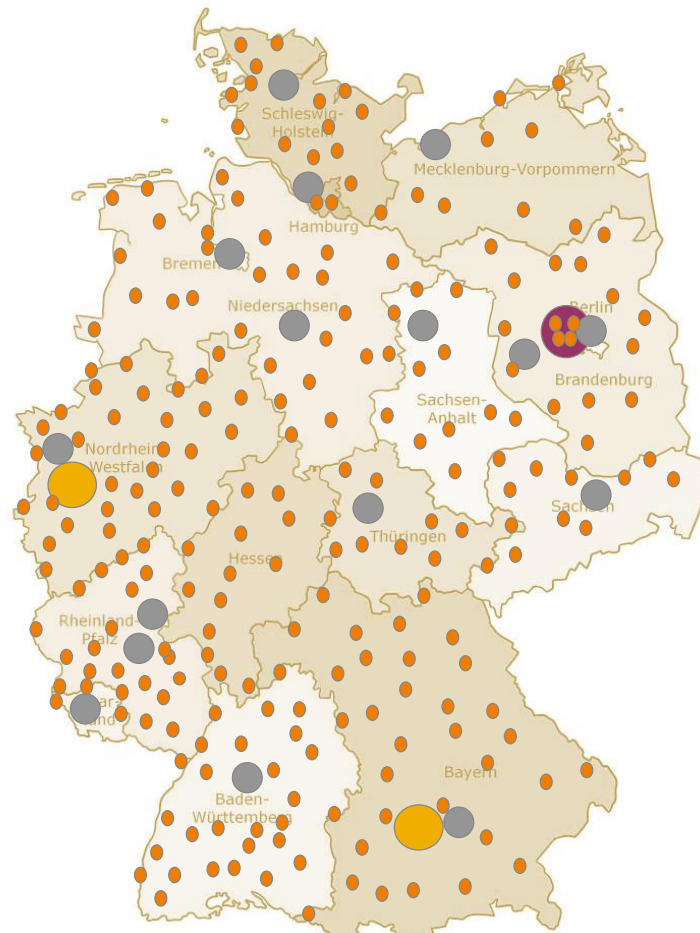 Schleswig-
Holstein
Mecklenburg-Vorpommern
Hamburg
Bremen
Niedersachsen
Berlin
Brandenburg
Sachsen-
Anhalt
Nordrhein
Westfalen
Sachsen
Thüringen
Hessen
Rheinland-
Pfalz
land
Bayern
Baden-
Württemberg